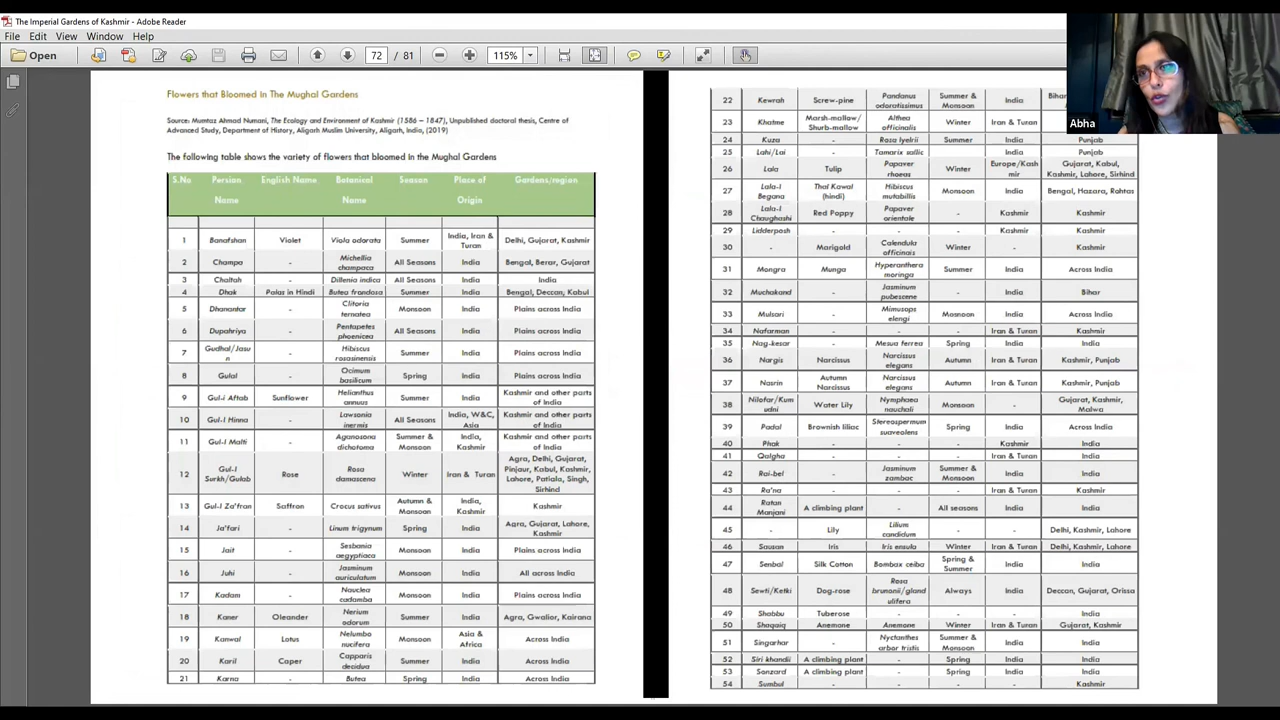 The Imperial Gardens of Kashmir - Adobe Reader
File Edit View Window Help
Open 72 / 81 115%
Abha
Flowers that Bloomed In The Mughal Gardens
Source: Mumtaz Ahmad Numani, The Ecology and Environment of Kashmir (1586 – 1847), Unpublished doctoral thesis, Centre of
Advanced Study, Department of History, Aligarh Muslim University, Aligarh, India, (2019)
The following table shows the variety of flowers that bloomed in the Mughal Gardens
S.No Persian Name English Name Botanical Name Season Place of Origin Gardens/region
1 Banafshan Violet Viola odorata Summer India, Iran & Turan Delhi, Gujarat, Kashmir
2 Champa - Michellia champaca All Seasons India Bengal, Berar, Gujarat
3 Chaltah - Dillenia indica All Seasons India India
4 Dhak Palas in Hindi Butea frandosa Summer India Bengal, Deccan, Kabul
5 Dhanantar - Clitoria ternatea Monsoon India Plains across India
6 Dupahriya - Pentapetes phoenicea All Seasons India Plains across India
7 Gudhal/Jasun - Hibiscus rosasinensis Summer India Plains across India
8 Gulal - Ocimum basilicum Spring India Plains across India
9 Gul-i Aftab Sunflower Helianthus annuus Summer India Kashmir and other parts of India
10 Gul-I Hinna - Lawsonia inermis All Seasons India, W&C, Asia Kashmir and other parts of India
11 Gul-I Malti - Aganosona dichotoma Summer & Monsoon India, Kashmir Kashmir and other parts of India
12 Gul-I Surkh/Gulab Rose Rosa damascena Winter Iran & Turan Agra, Delhi, Gujarat, Pinjaur, Kabul, Kashmir, Lahore, Patiala, Singh, Sirhind
13 Gul-I Za'fran Saffron Crocus sativus Autumn & Monsoon India, Kashmir Kashmir
14 Ja'fari - Linum trigynum Spring India Agra, Gujarat, Lahore, Kashmir
15 Jait - Sesbania aegyptiaca Monsoon India Plains across India
16 Juhi - Jasminum auriculatum Monsoon India All across India
17 Kadam - Nauclea cadamba Monsoon India Plains across India
18 Kaner Oleander Nerium odorum Summer India Agra, Gwalior, Kairana
19 Kanwal Lotus Nelumbo nucifera Monsoon Asia & Africa Across India
20 Karil Caper Capparis decidua Summer India Across India
21 Karna - Butea Spring India Across India
22 Kewrah Screw-pine Pandanus odoratissimus Summer & Monsoon India
23 Khatme Marsh-mallow/ Shurb-mallow Althea officinalis Winter Iran & Turan
24 Kuza - Rosa lyelrii Summer India Punjab
25 Lahi/Lai - Tamarix sallic India Punjab
26 Lala Tulip Papaver rhoeas Winter Europe/Kashmir Gujarat, Kabul, Kashmir, Lahore, Sirhind
27 Lala-I Begana Thal Kawal (hindi) Hibiscus mutabillis Monsoon India Bengal, Hazara, Rahtas
28 Lala-I Chaughashi Red Poppy Papaver orientale - Kashmir Kashmir
29 Lidderposh - - - Kashmir Kashmir
30 - Marigold Calendula officinais Winter - Kashmir
31 Mongra Munga Hyperanthera moringa Summer India Across India
32 Muchakand - Jasminum pubescene - India Bihar
33 Mulsari - Mimusops elengi Mosnoon India Across India
34 Nafarman - - - Iran & Turan Kashmir
35 Nag-kesar - Mesua ferrea Spring India India
36 Nargis Narcissus Narcissus elegans Autumn Iran & Turan Kashmir, Punjab
37 Nasrin Autumn Narcissus Narcissus elegans Autumn Iran & Turan Kashmir, Punjab
38 Nilofar/Kumudni Water Lily Nymphaea nauchali Monsoon - Gujarat, Kashmir, Malwa
39 Padal Brownish liliac Stereospermum suaveolens Spring India Across India
40 Phak - - - Kashmir India
41 Qalgha - - - Iran & Turan India
42 Rai-bel - Jasminum zambac Summer & Monsoon India India
43 Ra'na - - - Iran & Turan Kashmir
44 Ratan Manjani A climbing plant - All seasons India India
45 - Lily Lilium candidum - - Delhi, Kashmir, Lahore
46 Sausan Iris Iris ensula Winter Iran & Turan Delhi, Kashmir, Lahore
47 Senbal Silk Cotton Bombax ceiba Spring & Summer India India
48 Sewti/Ketki Dog-rose Rosa brunonii/glandulifera Always India Deccan, Gujarat, Orissa
49 Shabbu Tuberose - - - India
50 Shaqaiq Anemone Anemone Winter Iran & Turan Gujarat, Kashmir
51 Singarhar - Nyctanthes arbor tristis Summer & Monsoon India India
52 Siri khandii A climbing plant - Spring India India
53 Sonzard A climbing plant - Spring India India
54 Sumbul - - - - Kashmir